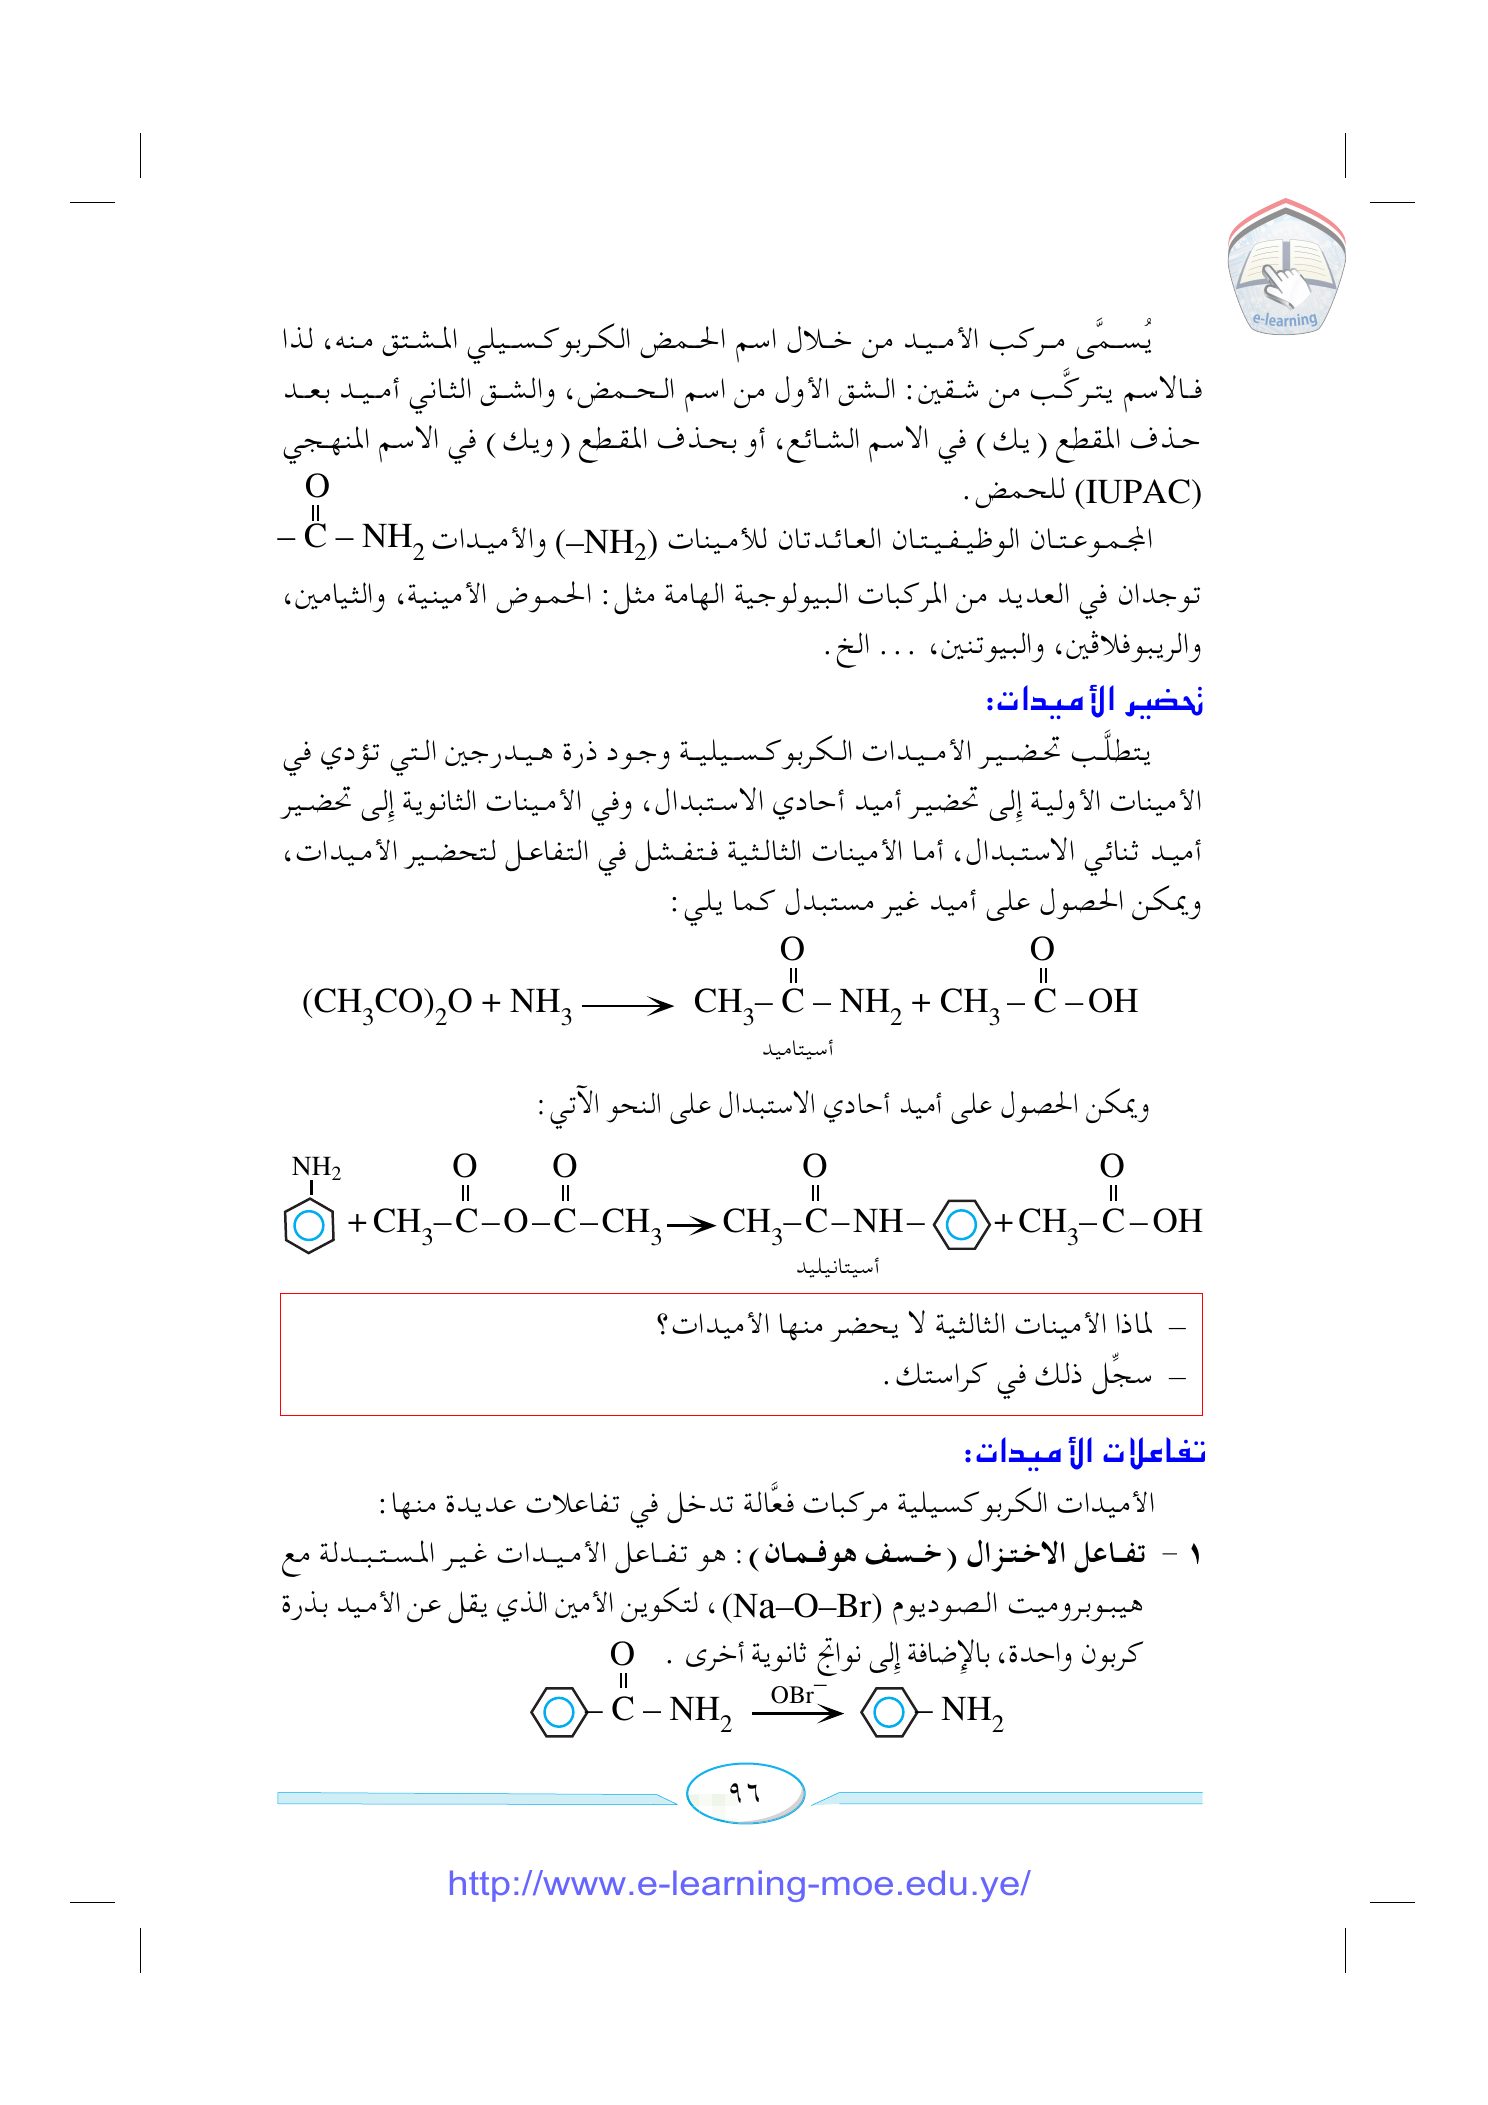 e-learning
يُسمَّى مركب الأميد من خلال اسم الحمض الكربوكسيلي المشتق منه، لذا
فالاسم يتركَّب من شقين: الشق الأول من اسم الحمض، والشق الثاني أميد بعد
حذف المقطع (يك) في الاسم الشائع، أو بحذف المقطع (ويك) في الاسم المنهجي
(IUPAC) للحمض.
O
المجموعتان الوظيفيتان العائدتان للأمينات (–NH2) والأميدات – C – NH2
توجدان في العديد من المركبات البيولوجية الهامة مثل: الحموض الأمينية، والثيامين،
والريبوفلاڤين، والبيوتنين، ... الخ.
تحضير الأميدات:
يتطلَّب تحضير الأميدات الكربوكسيلية وجود ذرة هيدرجين التي تؤدي في
الأمينات الأولية إلى تحضير أميد أحادي الاستبدال، وفي الأمينات الثانوية إلى تحضير
أميد ثنائي الاستبدال، أما الأمينات الثالثية فتفشل في التفاعل لتحضير الأميدات،
ويمكن الحصول على أميد غير مستبدل كما يلي:
O O
(CH3CO)2O + NH3 ⟶ CH3– C – NH2 + CH3 – C – OH
أسيتاميد
ويمكن الحصول على أميد أحادي الاستبدال على النحو الآتي:
NH2 O O O O
+ CH3–C–O–C–CH3 ⟶ CH3–C–NH– + CH3–C–OH
أسيتانيليد
– لماذا الأمينات الثالثية لا يحضر منها الأميدات؟
– سجِّل ذلك في كراستك.
تفاعلات الأميدات:
الأميدات الكربوكسيلية مركبات فعَّالة تدخل في تفاعلات عديدة منها:
١ – تفاعل الاختزال (خسف هوفمان): هو تفاعل الأميدات غير المستبدلة مع
هيبوبروميت الصوديوم (Na–O–Br)، لتكوين الأمين الذي يقل عن الأميد بذرة
كربون واحدة، بالإضافة إلى نواتج ثانوية أخرى .
O
– C – NH2 OBr– ⟶ – NH2
٩٦
http://www.e-learning-moe.edu.ye/